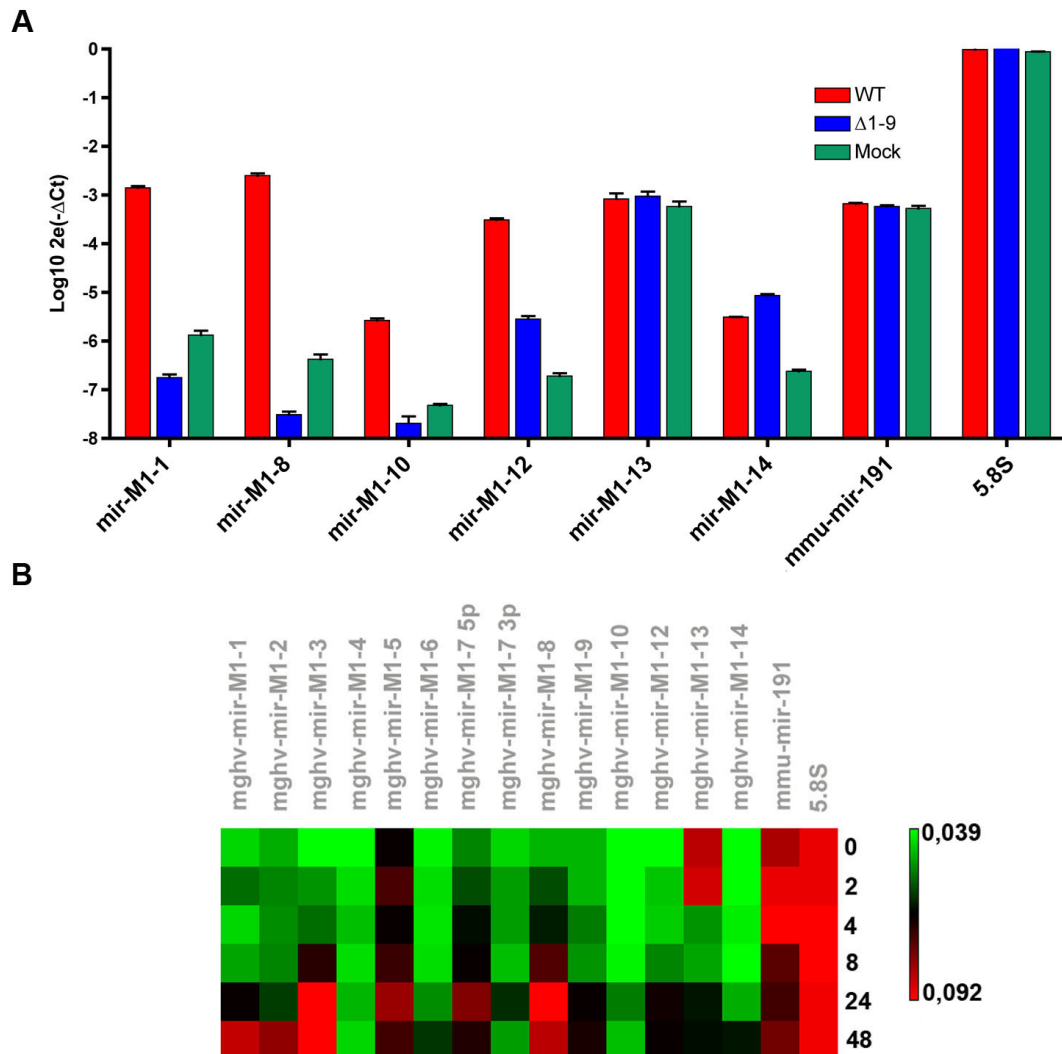 A
0
-1
-2
-3
-4
-5
-6
-7
-8
Log10 2e(-ΔCt)
WT
Δ1-9
Mock
mir-M1-1
mir-M1-8
mir-M1-10
mir-M1-12
mir-M1-13
mir-M1-14
mmu-mir-191
5.8S
B
mghv-mir-M1-1
mghv-mir-M1-2
mghv-mir-M1-3
mghv-mir-M1-4
mghv-mir-M1-5
mghv-mir-M1-6
mghv-mir-M1-7 5p
mghv-mir-M1-7 3p
mghv-mir-M1-8
mghv-mir-M1-9
mghv-mir-M1-10
mghv-mir-M1-12
mghv-mir-M1-13
mghv-mir-M1-14
mmu-mir-191
5.8S
0
2
4
8
24
48
0,039
0,092